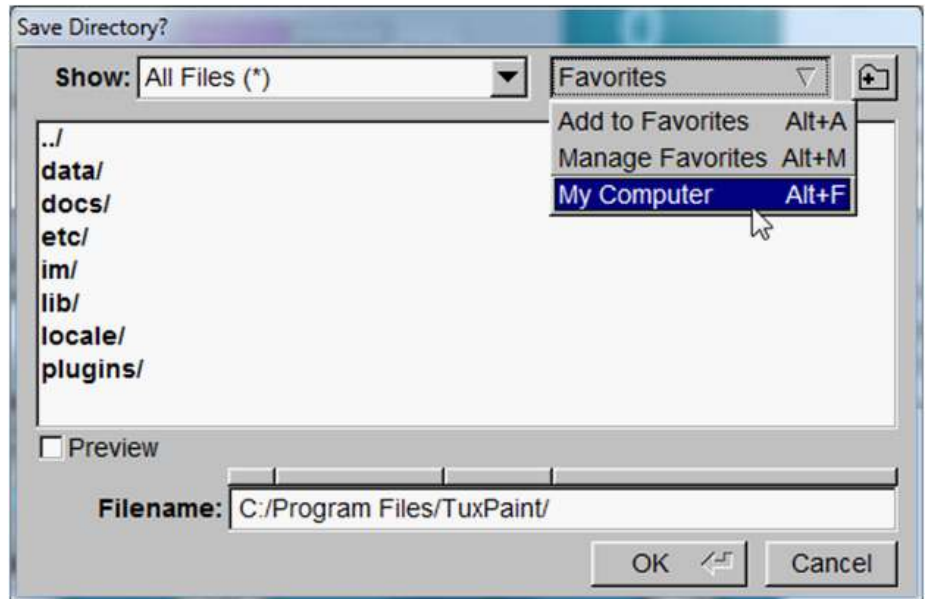 Save Directory?
Show: All Files (*) Favorites
Add to Favorites Alt+A
Manage Favorites Alt+M
My Computer Alt+F
../
data/
docs/
etc/
im/
lib/
locale/
plugins/
Preview
Filename: C:/Program Files/TuxPaint/
OK Cancel